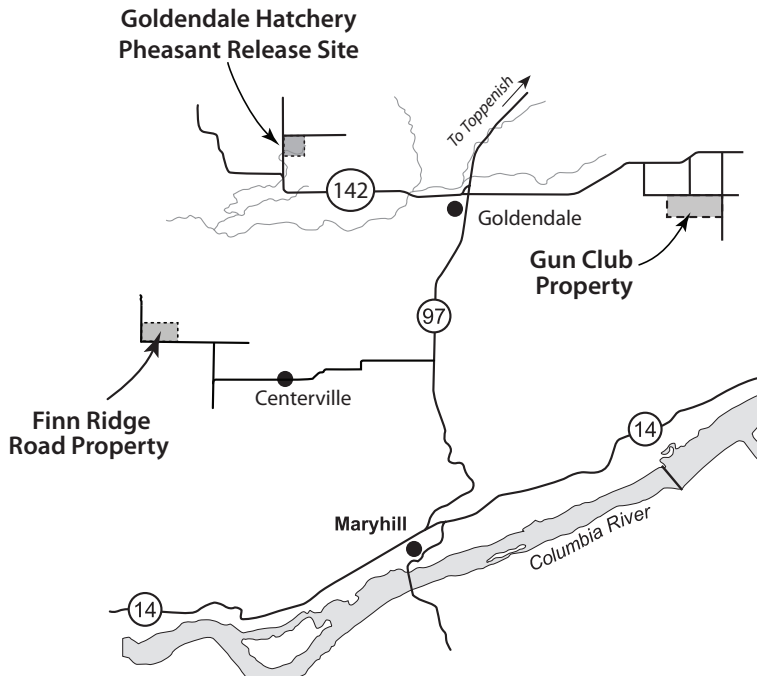 Goldendale Hatchery
Pheasant Release Site
To Toppenish
142
Goldendale
Gun Club
Property
97
Centerville
Finn Ridge
Road Property
14
Maryhill
Columbia River
14